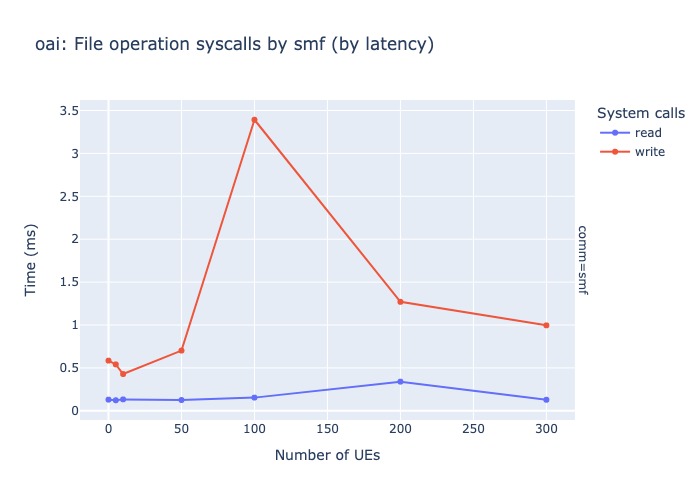 oai: File operation syscalls by smf (by latency)
System calls
read
write
3.5
3
2.5
2
1.5
1
0.5
0
Time (ms)
comm=smf
0 50 100 150 200 250 300
Number of UEs